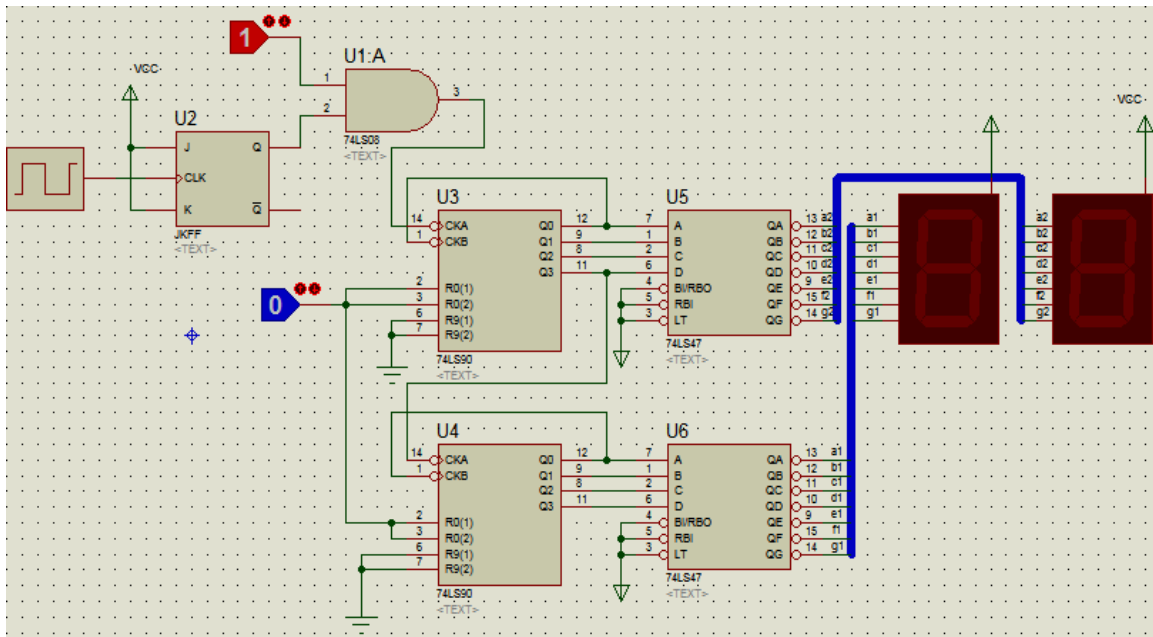 1
U1:A
VCC
1
2
3
74LS08
<TEXT>
U2
J
Q
CLK
K
Q
JKFF
<TEXT>
VCC
U3
14
CKA
1
CKB
2
R0(1)
3
R0(2)
6
R9(1)
7
R9(2)
Q0
12
Q1
9
Q2
8
Q3
11
74LS90
<TEXT>
0
U5
7
A
1
B
2
C
6
D
4
BI/RBO
5
RBI
3
LT
QA
13
a2
QB
12
b2
QC
11
c2
QD
10
d2
QE
9
e2
QF
15
f2
QG
14
g2
74LS47
<TEXT>
a1
b1
c1
d1
e1
f1
g1
a2
b2
c2
d2
e2
f2
g2
U4
14
CKA
1
CKB
2
R0(1)
3
R0(2)
6
R9(1)
7
R9(2)
Q0
12
Q1
9
Q2
8
Q3
11
74LS90
<TEXT>
U6
7
A
1
B
2
C
6
D
4
BI/RBO
5
RBI
3
LT
QA
13
a1
QB
12
b1
QC
11
c1
QD
10
d1
QE
9
e1
QF
15
f1
QG
14
g1
74LS47
<TEXT>